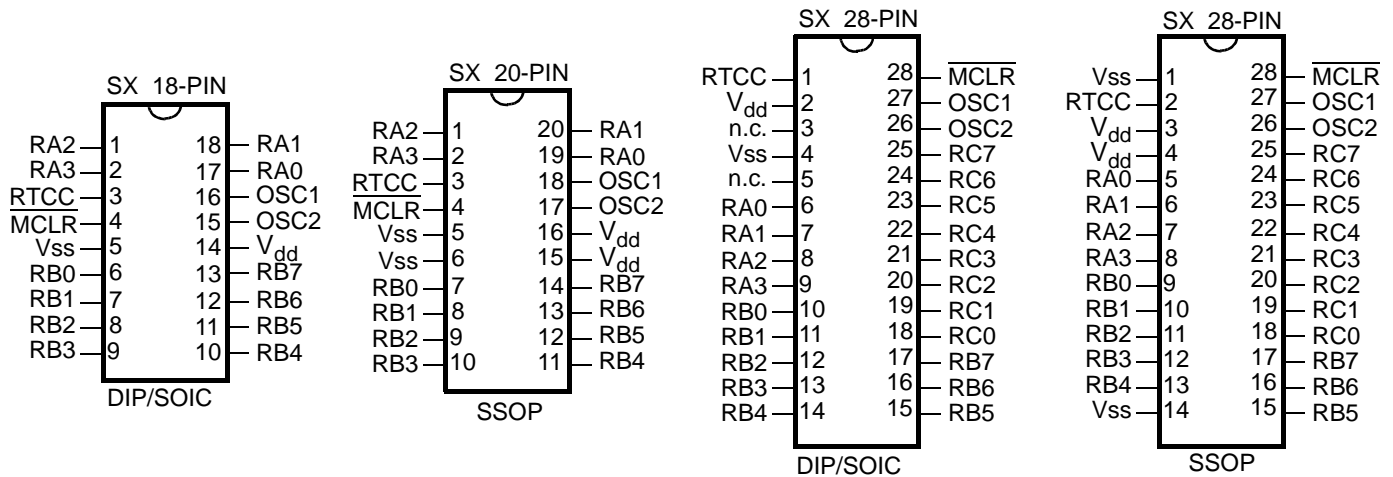 SX 18-PIN
RA2 1 18 RA1
RA3 2 17 RA0
RTCC 3 16 OSC1
MCLR 4 15 OSC2
Vss 5 14 Vdd
RB0 6 13 RB7
RB1 7 12 RB6
RB2 8 11 RB5
RB3 9 10 RB4
DIP/SOIC
SX 20-PIN
RA2 1 20 RA1
RA3 2 19 RA0
RTCC 3 18 OSC1
MCLR 4 17 OSC2
Vss 5 16 Vdd
Vss 6 15 Vdd
RB0 7 14 RB7
RB1 8 13 RB6
RB2 9 12 RB5
RB3 10 11 RB4
SSOP
SX 28-PIN
RTCC 1 28 MCLR
Vdd 2 27 OSC1
n.c. 3 26 OSC2
Vss 4 25 RC7
n.c. 5 24 RC6
RA0 6 23 RC5
RA1 7 22 RC4
RA2 8 21 RC3
RA3 9 20 RC2
RB0 10 19 RC1
RB1 11 18 RC0
RB2 12 17 RB7
RB3 13 16 RB6
RB4 14 15 RB5
DIP/SOIC
SX 28-PIN
Vss 1 28 MCLR
RTCC 2 27 OSC1
Vdd 3 26 OSC2
Vdd 4 25 RC7
RA0 5 24 RC6
RA1 6 23 RC5
RA2 7 22 RC4
RA3 8 21 RC3
RB0 9 20 RC2
RB1 10 19 RC1
RB2 11 18 RC0
RB3 12 17 RB7
RB4 13 16 RB6
Vss 14 15 RB5
SSOP